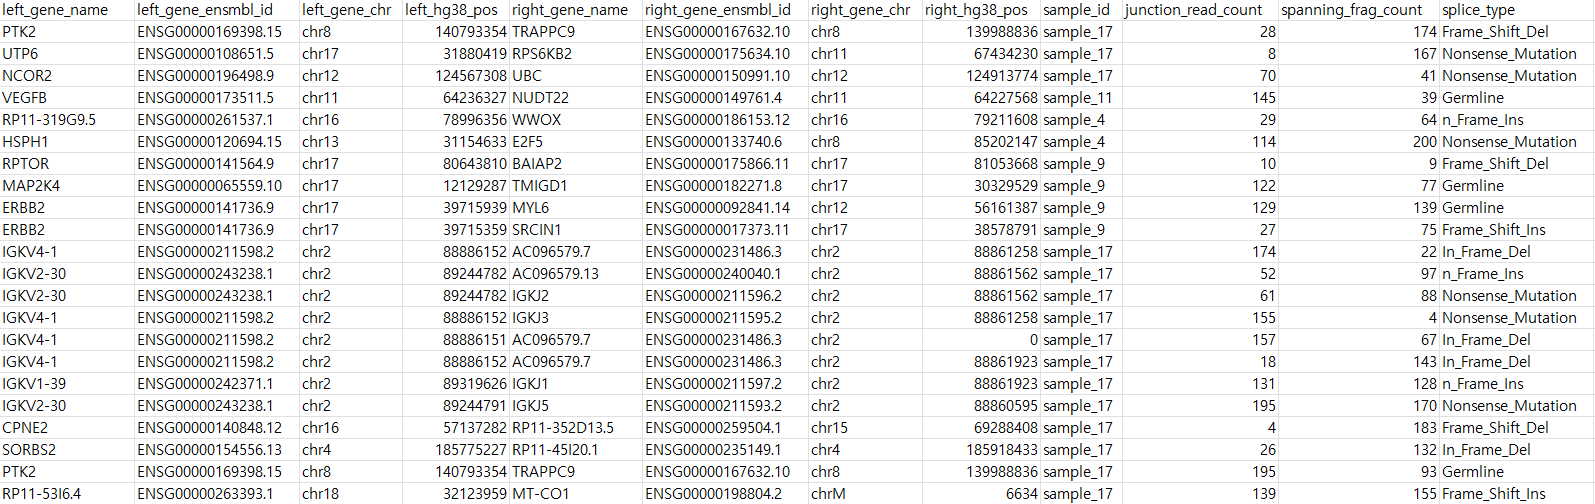 left_gene_name left_gene_ensmbl_id left_gene_chr left_hg38_pos right_gene_name right_gene_ensmbl_id right_gene_chr right_hg38_pos sample_id junction_read_count spanning_frag_count splice_type
PTK2 ENSG00000169398.15 chr8 140793354 TRAPPC9 ENSG00000167632.10 chr8 139988836 sample_17 28 174 Frame_Shift_Del
UTP6 ENSG00000108651.5 chr17 31880419 RPS6KB2 ENSG00000175634.10 chr11 67434230 sample_17 8 167 Nonsense_Mutation
NCOR2 ENSG00000196498.9 chr12 124567308 UBC ENSG00000150991.10 chr12 124913774 sample_17 70 41 Nonsense_Mutation
VEGFB ENSG00000173511.5 chr11 64236327 NUDT22 ENSG00000149761.4 chr11 64227568 sample_11 145 39 Germline
RP11-319G9.5 ENSG00000261537.1 chr16 78996356 WWOX ENSG00000186153.12 chr16 79211608 sample_4 29 64 n_Frame_Ins
HSPH1 ENSG00000120694.15 chr13 31154633 E2F5 ENSG00000133740.6 chr8 85202147 sample_4 114 200 Nonsense_Mutation
RPTOR ENSG00000141564.9 chr17 80643810 BAIAP2 ENSG00000175866.11 chr17 81053668 sample_9 10 9 Frame_Shift_Del
MAP2K4 ENSG00000065559.10 chr17 12129287 TMIGD1 ENSG00000182271.8 chr17 30329529 sample_9 122 77 Germline
ERBB2 ENSG00000141736.9 chr17 39715939 MYL6 ENSG00000092841.14 chr12 56161387 sample_9 129 139 Germline
ERBB2 ENSG00000141736.9 chr17 39715359 SRCIN1 ENSG00000017373.11 chr17 38578791 sample_9 27 75 Frame_Shift_Ins
IGKV4-1 ENSG00000211598.2 chr2 88886152 AC096579.7 ENSG00000231486.3 chr2 88861258 sample_17 174 22 In_Frame_Del
IGKV2-30 ENSG00000243238.1 chr2 89244782 AC096579.13 ENSG00000240040.1 chr2 88861562 sample_17 52 97 n_Frame_Ins
IGKV2-30 ENSG00000243238.1 chr2 89244782 IGKJ2 ENSG00000211596.2 chr2 88861562 sample_17 61 88 Nonsense_Mutation
IGKV4-1 ENSG00000211598.2 chr2 88886152 IGKJ3 ENSG00000211595.2 chr2 88861258 sample_17 155 4 Nonsense_Mutation
IGKV4-1 ENSG00000211598.2 chr2 88886151 AC096579.7 ENSG00000231486.3 chr2 0 sample_17 157 67 In_Frame_Del
IGKV4-1 ENSG00000211598.2 chr2 88886152 AC096579.7 ENSG00000231486.3 chr2 88861923 sample_17 18 143 In_Frame_Del
IGKV1-39 ENSG00000242371.1 chr2 89319626 IGKJ1 ENSG00000211597.2 chr2 88861923 sample_17 131 128 n_Frame_Ins
IGKV2-30 ENSG00000243238.1 chr2 89244791 IGKJ5 ENSG00000211593.2 chr2 88860595 sample_17 195 170 Nonsense_Mutation
CPNE2 ENSG00000140848.12 chr16 57137282 RP11-352D13.5 ENSG00000259504.1 chr15 69288408 sample_17 4 183 Frame_Shift_Del
SORBS2 ENSG00000154556.13 chr4 185775227 RP11-45I20.1 ENSG00000235149.1 chr4 185918433 sample_17 26 132 In_Frame_Del
PTK2 ENSG00000169398.15 chr8 140793354 TRAPPC9 ENSG00000167632.10 chr8 139988836 sample_17 195 93 Germline
RP11-53I6.4 ENSG00000263393.1 chr18 32123959 MT-CO1 ENSG00000198804.2 chrM 6634 sample_17 139 155 Frame_Shift_Ins